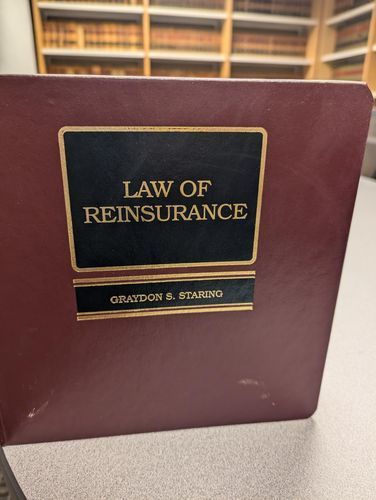 LAW OF
REINSURANCE
GRAYDON S. STARING